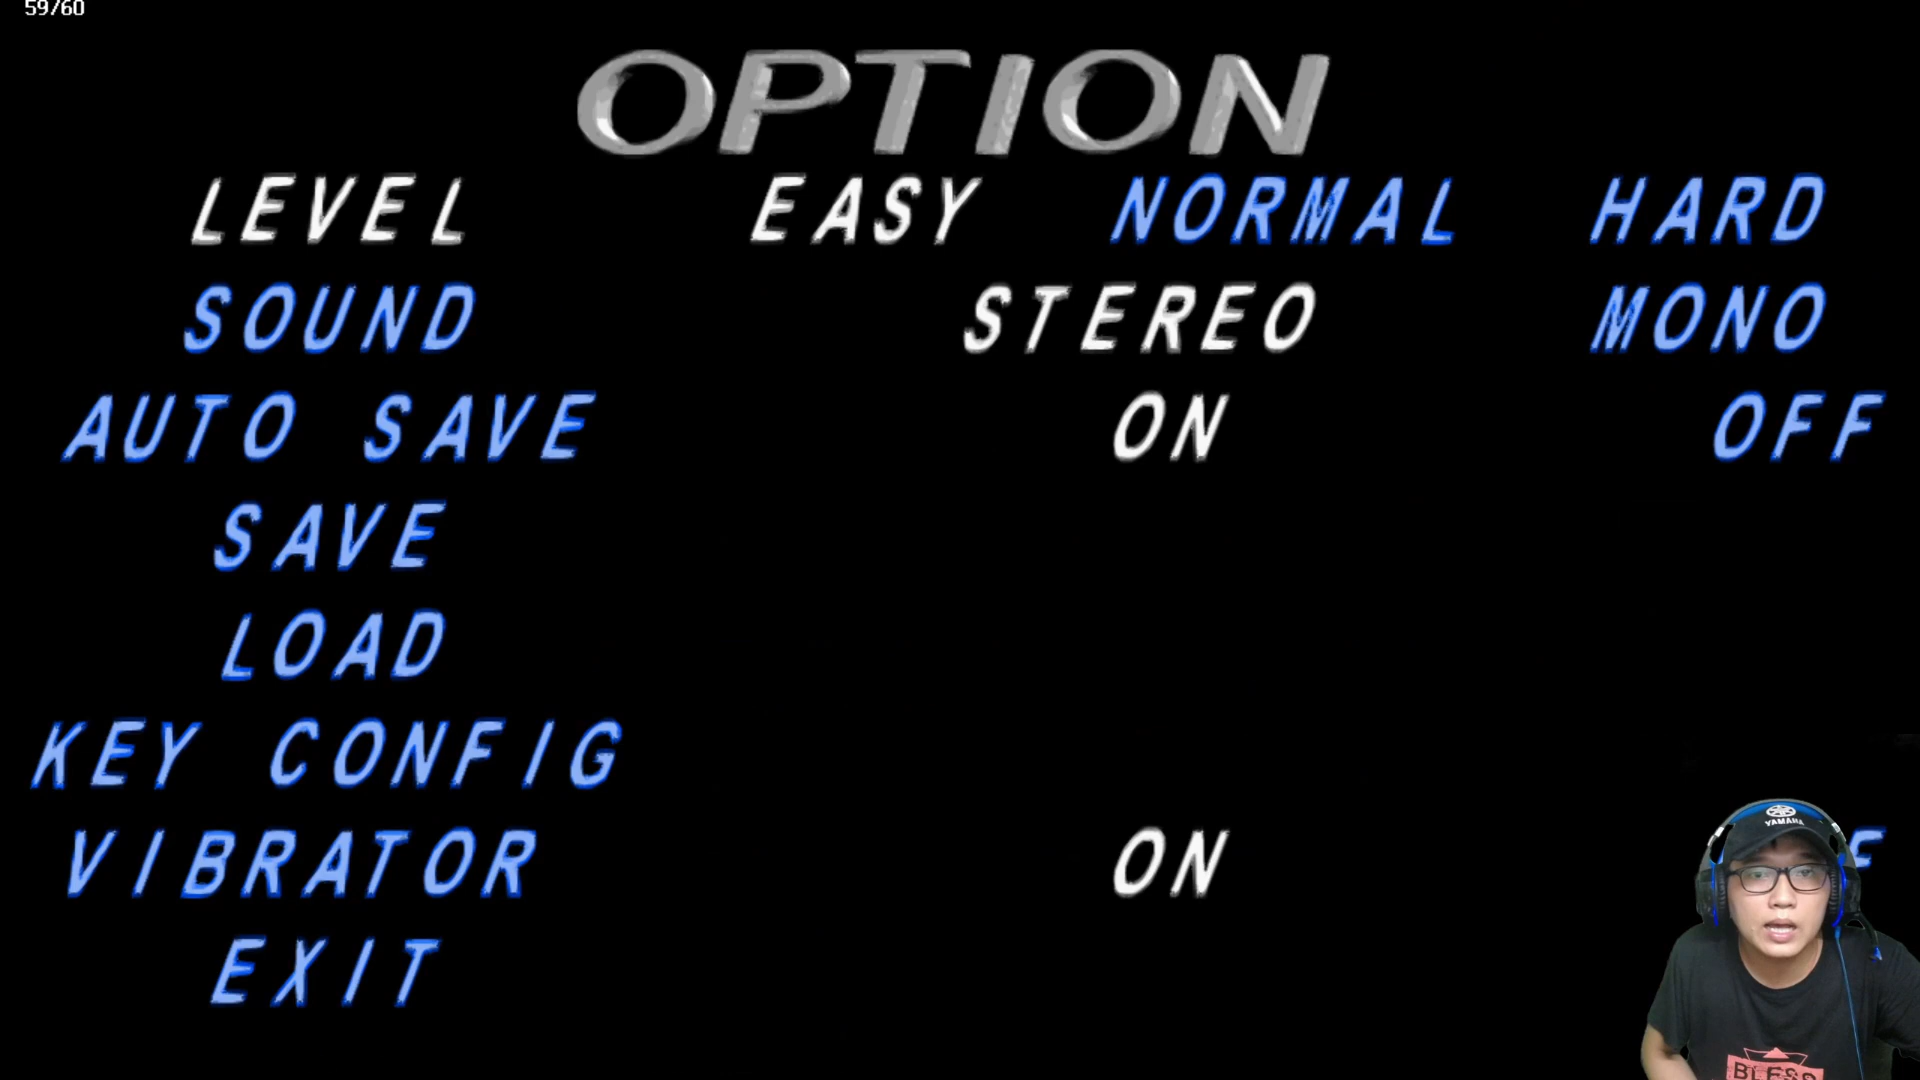 59/60
OPTION
LEVEL EASY NORMAL HARD
SOUND STEREO MONO
AUTO SAVE ON OFF
SAVE
LOAD
KEY CONFIG
VIBRATOR ON F
EXIT
YAMAHA
BLESS